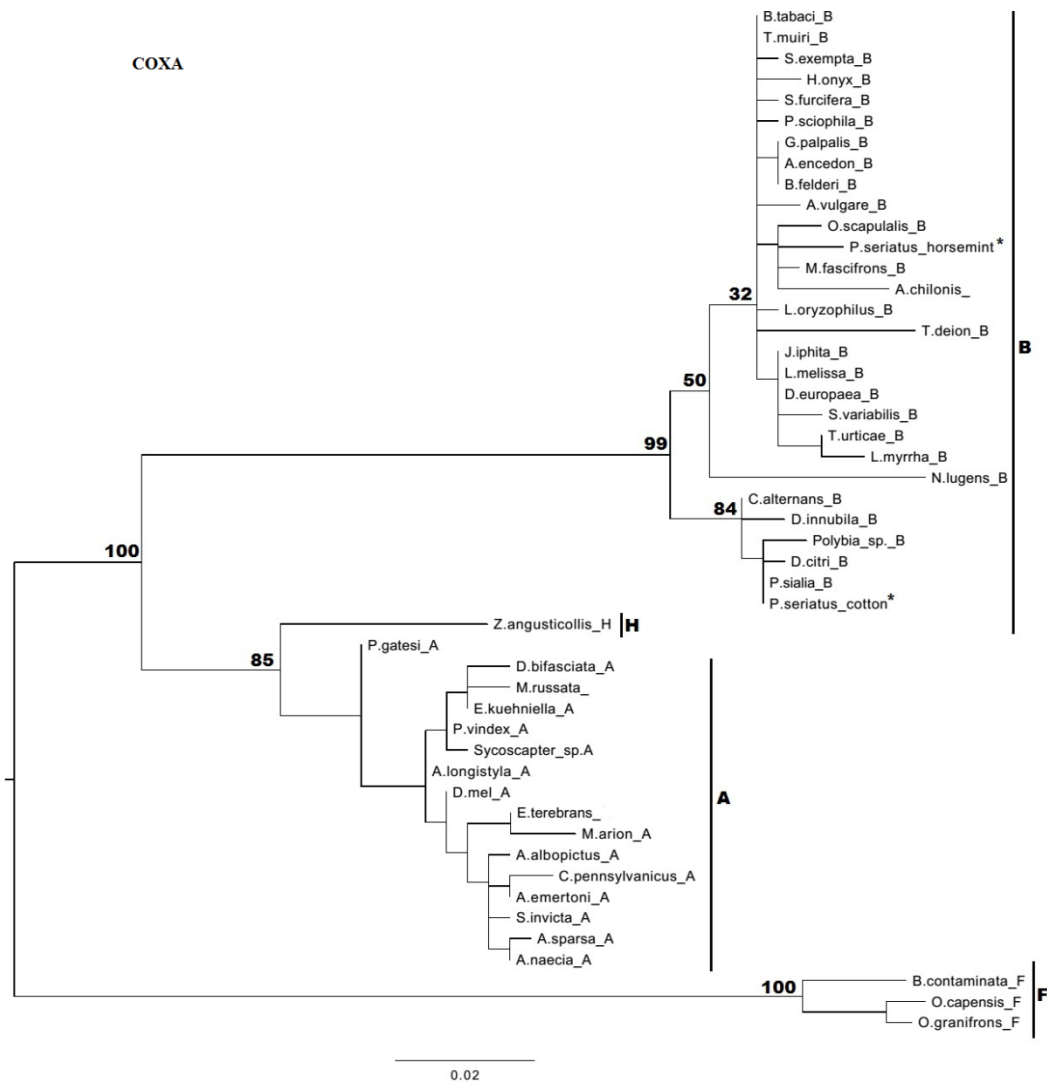 COXA
B.tabaci_B
T.muiri_B
S.exempta_B
H.onyx_B
S.furcifera_B
P.sciophila_B
G.palpalis_B
A.encedon_B
B.felderi_B
A.vulgare_B
O.scapulalis_B
P.seriatus_horsemint*
M.fascifrons_B
A.chilonis_
32
L.oryzophilus_B
T.deion_B
B
J.iphita_B
L.melissa_B
50
D.europaea_B
S.variabilis_B
T.urticae_B
99
L.myrrha_B
N.lugens_B
C.alternans_B
84
D.innubila_B
Polybia_sp._B
100
D.citri_B
P.sialia_B
P.seriatus_cotton*
Z.angusticollis_H
H
P.gatesi_A
85
D.bifasciata_A
M.russata_
E.kuehniella_A
P.vindex_A
Sycoscapter_sp.A
A.longistyla_A
D.mel_A
A
E.terebrans_
M.arion_A
A.albopictus_A
C.pennsylvanicus_A
A.emertoni_A
S.invicta_A
A.sparsa_A
A.naecia_A
B.contaminata_F
100
O.capensis_F
F
O.granifrons_F
0.02